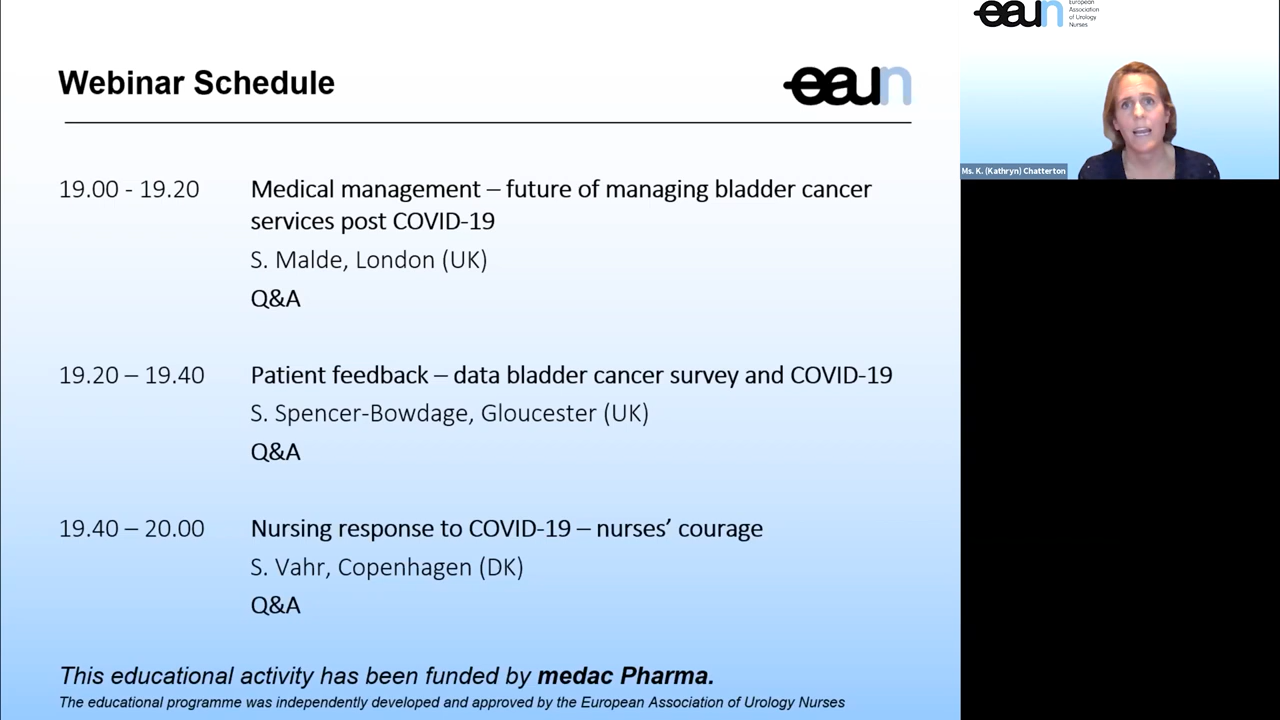 Webinar Schedule
eaun
19.00 - 19.20
Medical management – future of managing bladder cancer
services post COVID-19
S. Malde, London (UK)
Q&A
19.20 – 19.40
Patient feedback – data bladder cancer survey and COVID-19
S. Spencer-Bowdage, Gloucester (UK)
Q&A
19.40 – 20.00
Nursing response to COVID-19 – nurses’ courage
S. Vahr, Copenhagen (DK)
Q&A
This educational activity has been funded by medac Pharma.
The educational programme was independently developed and approved by the European Association of Urology Nurses
eaun
European
Association
of Urology
Nurses
Ms. K. (Kathryn) Chatterton